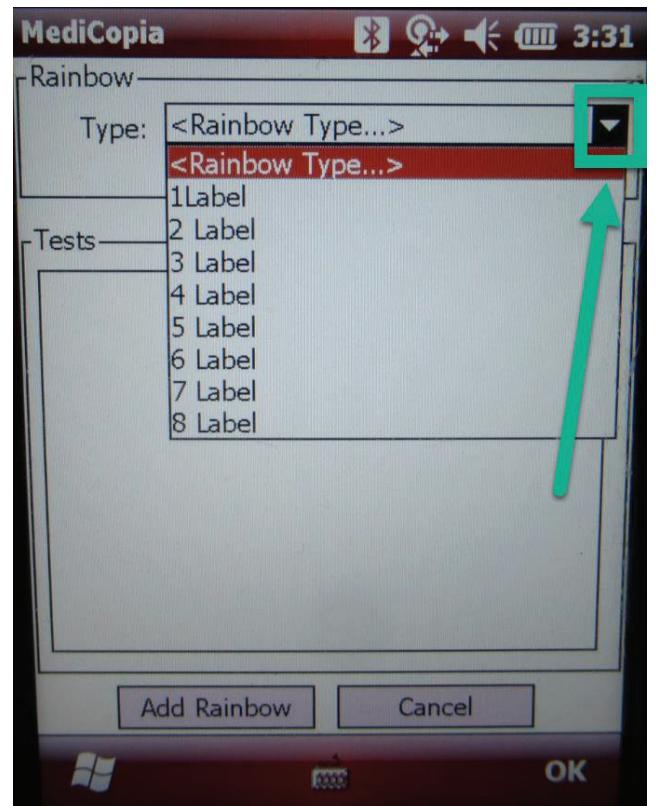 MediCopia 3:31
Rainbow
Type: <Rainbow Type...>
<Rainbow Type...>
1Label
2 Label
Tests
3 Label
4 Label
5 Label
6 Label
7 Label
8 Label
Add Rainbow Cancel
OK